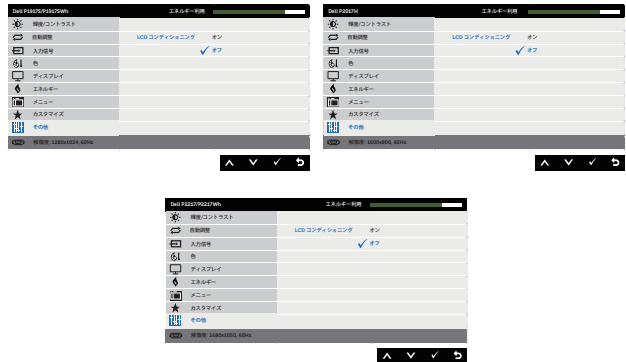 Dell P1917S/P1917SWh エネルギー利用
輝度/コントラスト
自動調整 LCD コンディショニング オン
入力信号 オフ
色
ディスプレイ
エネルギー
メニュー
カスタマイズ
その他
解像度: 1280x1024, 60Hz
Dell P2017H エネルギー利用
輝度/コントラスト
自動調整 LCD コンディショニング オン
入力信号 オフ
色
ディスプレイ
エネルギー
メニュー
カスタマイズ
その他
解像度: 1600x900, 60Hz
Dell P2217/P2217Wh エネルギー利用
輝度/コントラスト
自動調整 LCD コンディショニング オン
入力信号 オフ
色
ディスプレイ
エネルギー
メニュー
カスタマイズ
その他
解像度: 1680x1050, 60Hz